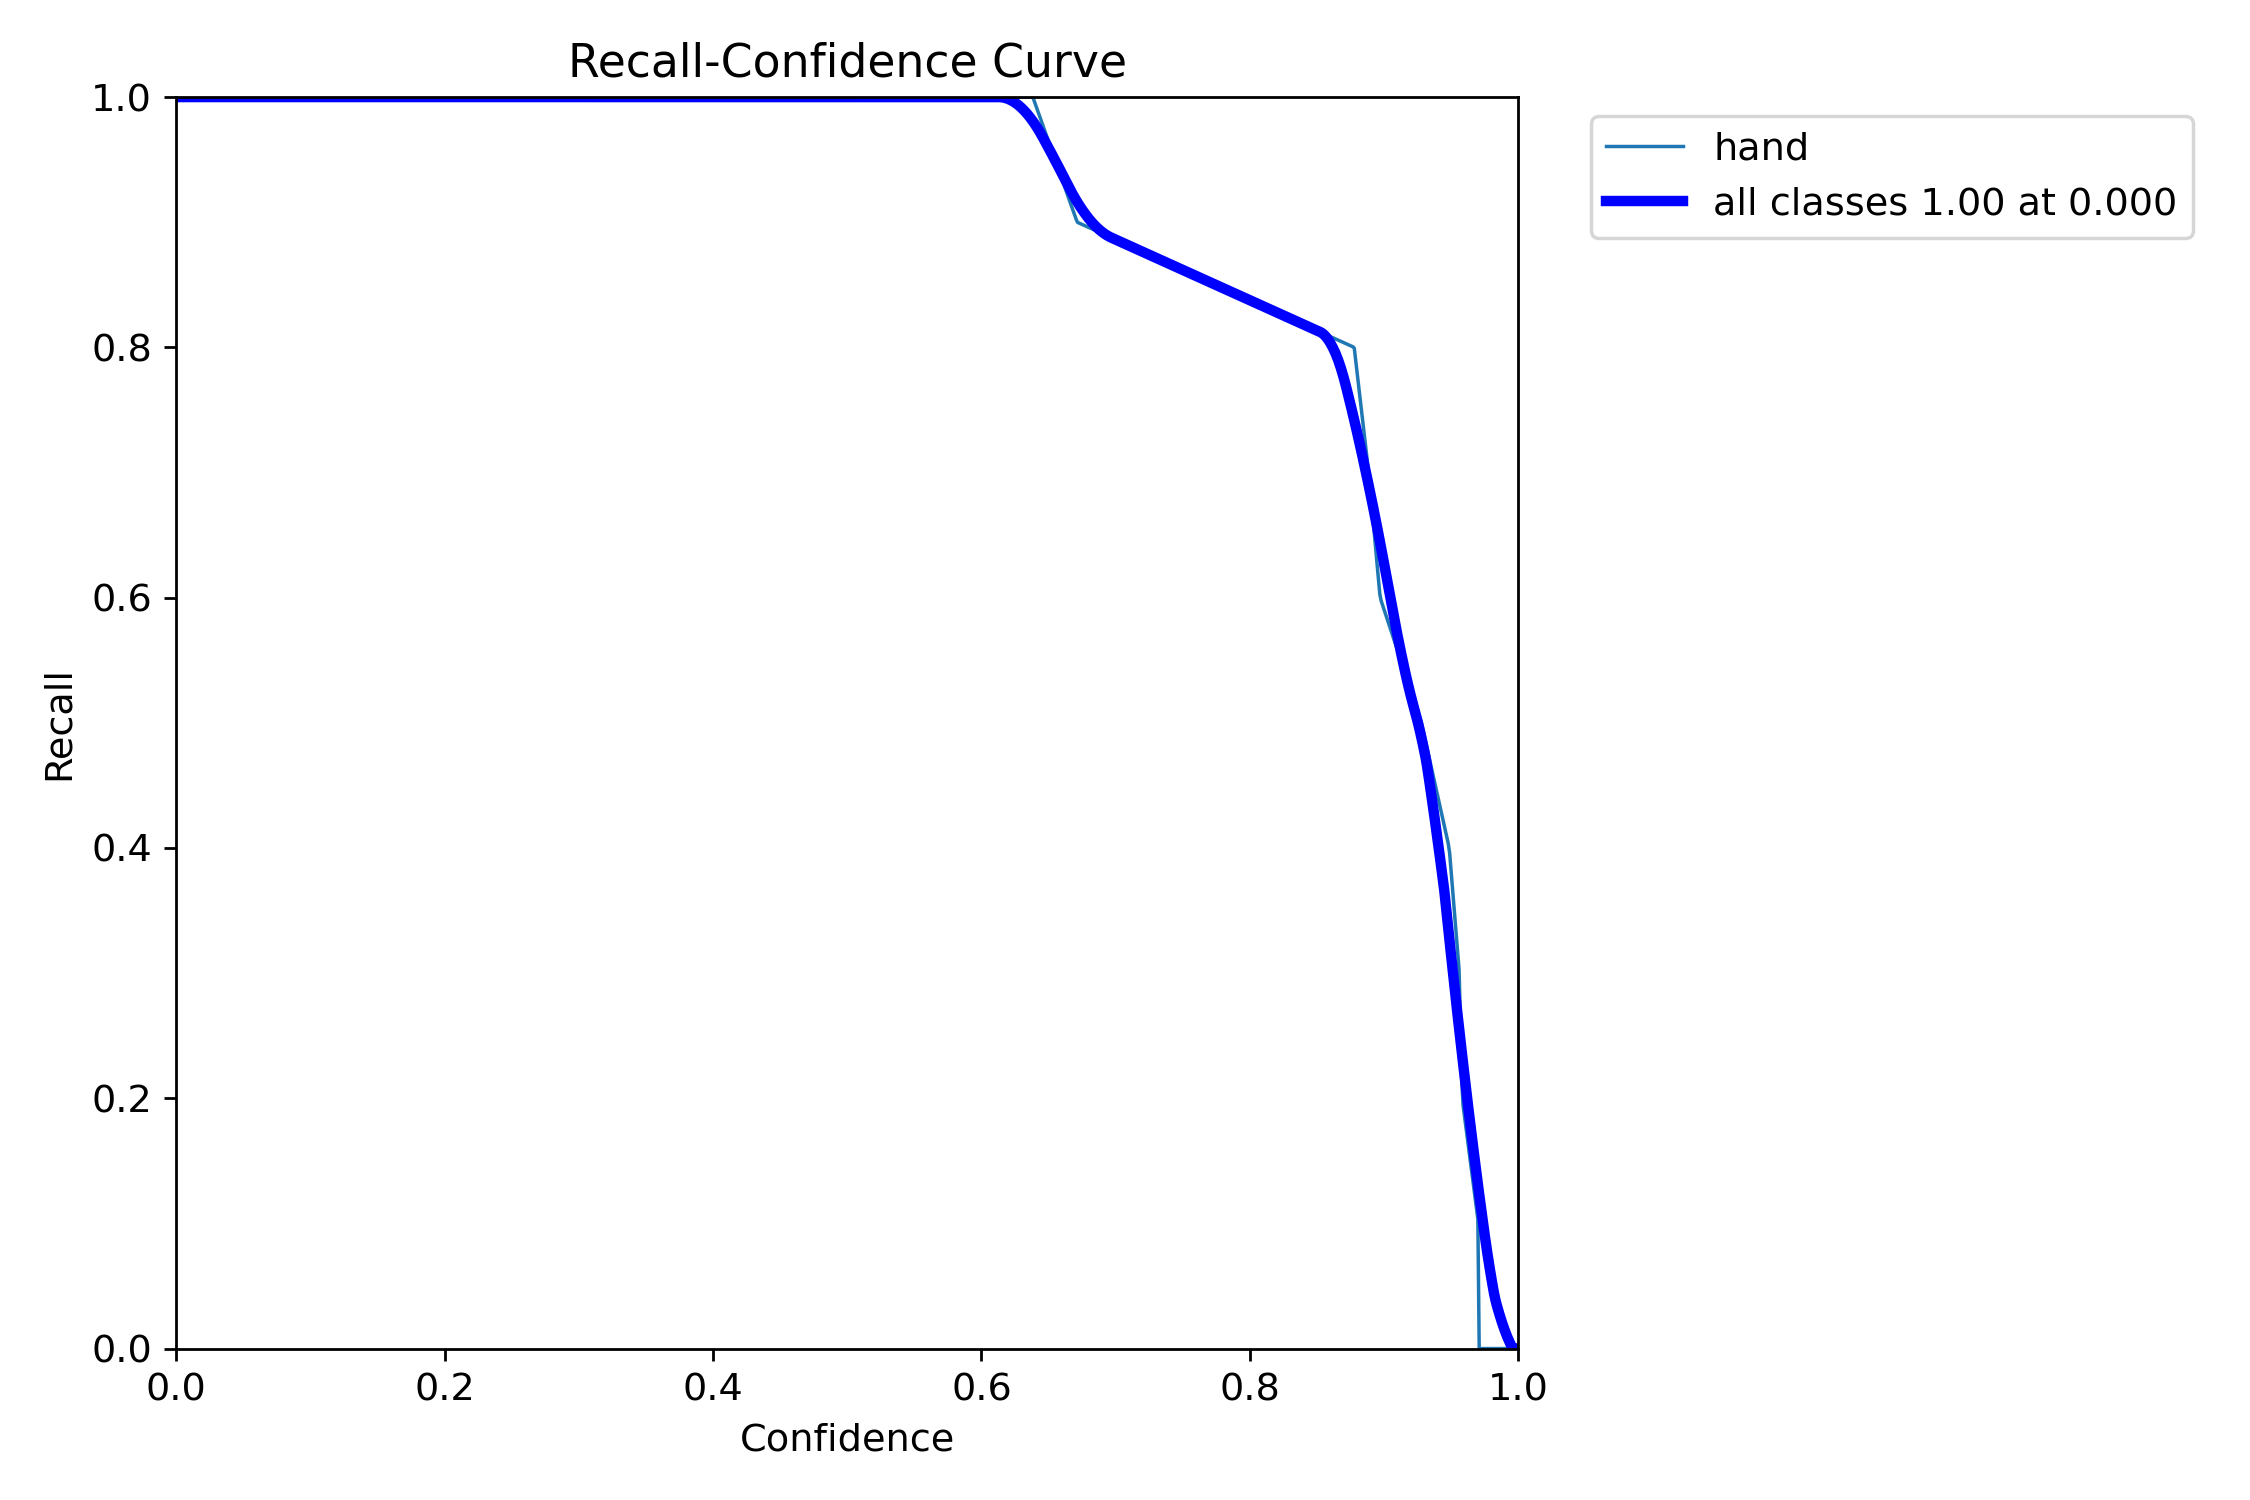 Recall-Confidence Curve
1.0
0.8
0.6
0.4
0.2
0.0
Recall
0.0 0.2 0.4 0.6 0.8 1.0
Confidence
hand
all classes 1.00 at 0.000